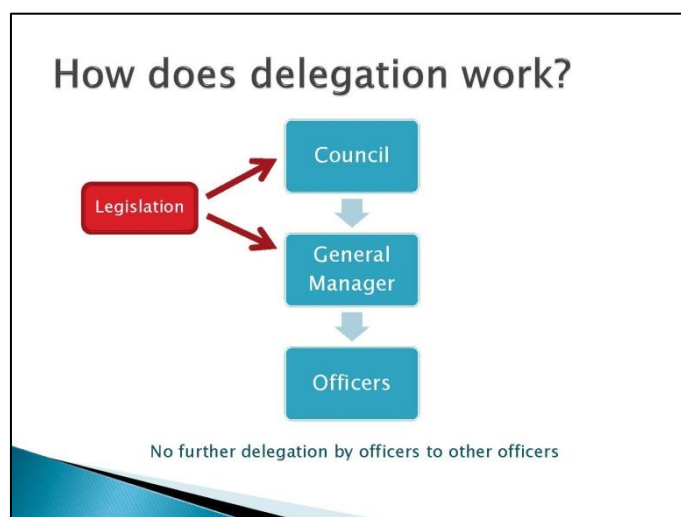 How does delegation work?
Council
Legislation
General
Manager
Officers
No further delegation by officers to other officers